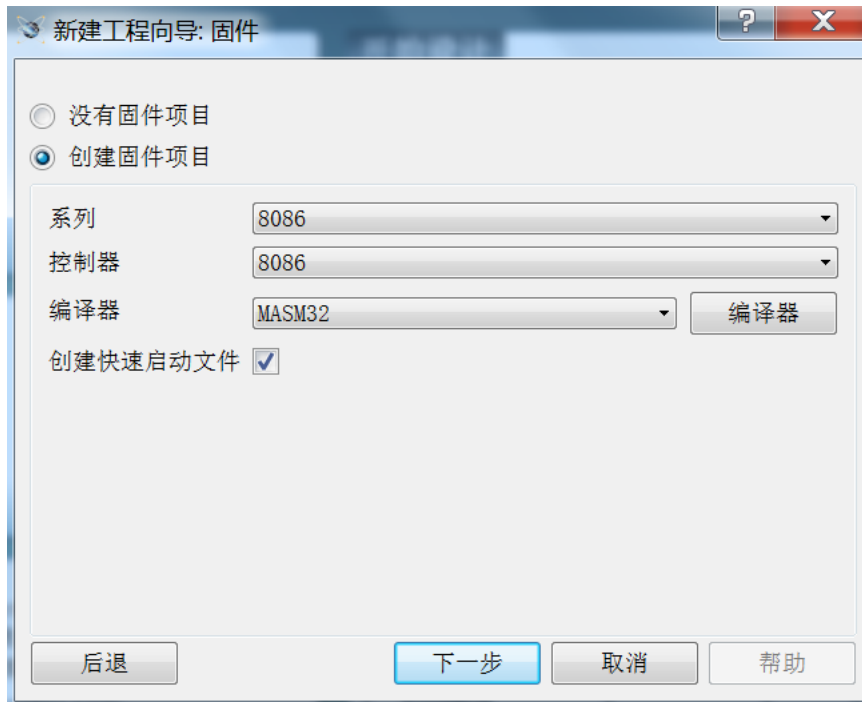 新建工程向导: 固件
没有固件项目
创建固件项目
系列 8086
控制器 8086
编译器 MASM32 编译器
创建快速启动文件
后退 下一步 取消 帮助